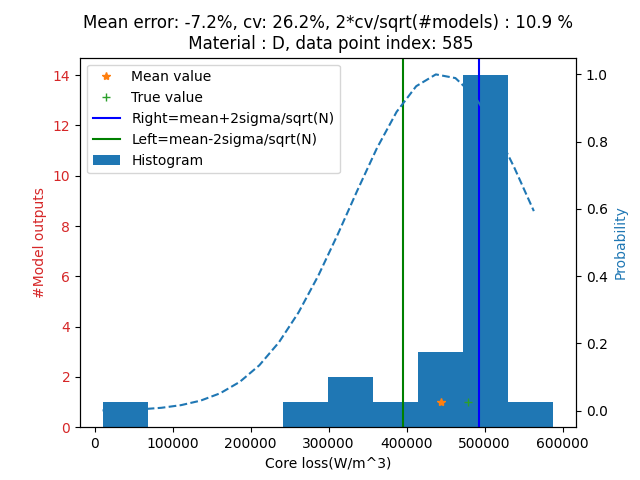 Mean error: -7.2%, cv: 26.2%, 2*cv/sqrt(#models) : 10.9 %
Material : D, data point index: 585
Mean value
True value
Right=mean+2sigma/sqrt(N)
Left=mean-2sigma/sqrt(N)
Histogram
#Model outputs
14
12
10
8
6
4
2
0
1.0
0.8
0.6
0.4
0.2
0.0
Probability
0 100000 200000 300000 400000 500000 600000
Core loss(W/m^3)